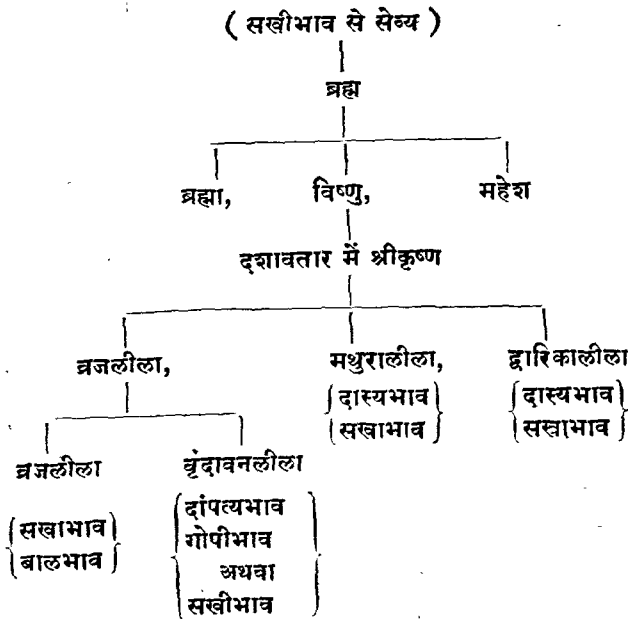 ( सखीभाव से सेव्य )
ब्रह्म
ब्रह्मा, विष्णु, महेश
दशावतार में श्रीकृष्ण
व्रजलीला, मथुरालीला, द्वारिकालीला
दास्यभाव दास्यभाव
सखाभाव सखाभाव
व्रजलीला वृंदावनलीला
सखाभाव दांपत्यभाव
बालभाव गोपीभाव
अथवा
सखीभाव